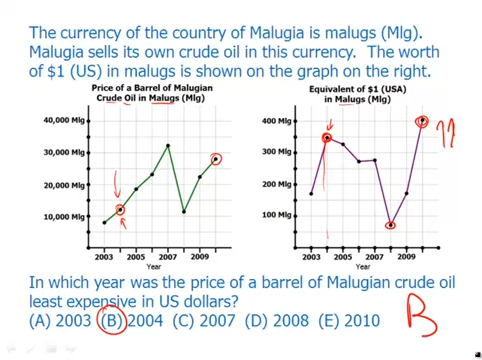 The currency of the country of Malugia is malugs (Mlg).
Malugia sells its own crude oil in this currency. The worth
of $1 (US) in malugs is shown on the graph on the right.
Price of a Barrel of Malugian
Crude Oil in Malugs (Mlg)
40,000 Mlg
30,000 Mlg
20,000 Mlg
10,000 Mlg
2003 2005 2007 2009
Year
Equivalent of $1 (USA)
in Malugs (Mlg)
400 Mlg
300 Mlg
200 Mlg
100 Mlg
2003 2005 2007 2009
Year
In which year was the price of a barrel of Malugian crude oil
least expensive in US dollars?
(A) 2003 (B) 2004 (C) 2007 (D) 2008 (E) 2010
B